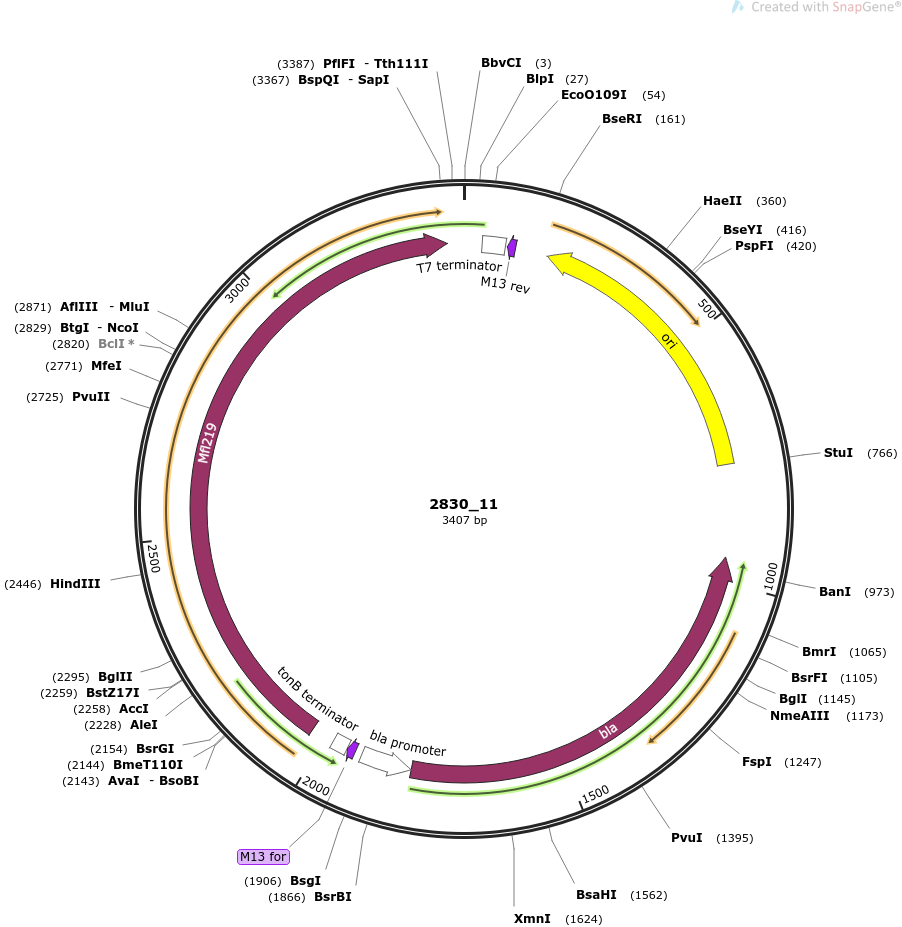 Created with SnapGene®
(3387) PflFI - Tth111I
(3367) BspQI - SapI
BbvCI (3)
BlpI (27)
EcoO109I (54)
BseRI (161)
HaeII (360)
BseYI (416)
PspFI (420)
500
StuI (766)
BanI (973)
1000
BmrI (1065)
BsrFI (1105)
BglI (1145)
NmeAIII (1173)
FspI (1247)
PvuI (1395)
1500
BsaHI (1562)
XmnI (1624)
(1866) BsrBI
(1906) BsgI
M13 for
2000
(2143) AvaI - BsoBI
(2144) BmeT110I
(2154) BsrGI
(2228) AleI
(2258) AccI
(2259) BstZ17I
(2295) BglII
(2446) HindIII
2500
(2725) PvuII
(2771) MfeI
(2820) BclI *
(2829) BtgI - NcoI
(2871) AflIII - MluI
3000
T7 terminator
M13 rev
ori
Mfl219
2830_11
3407 bp
tonB terminator
bla promoter
bla